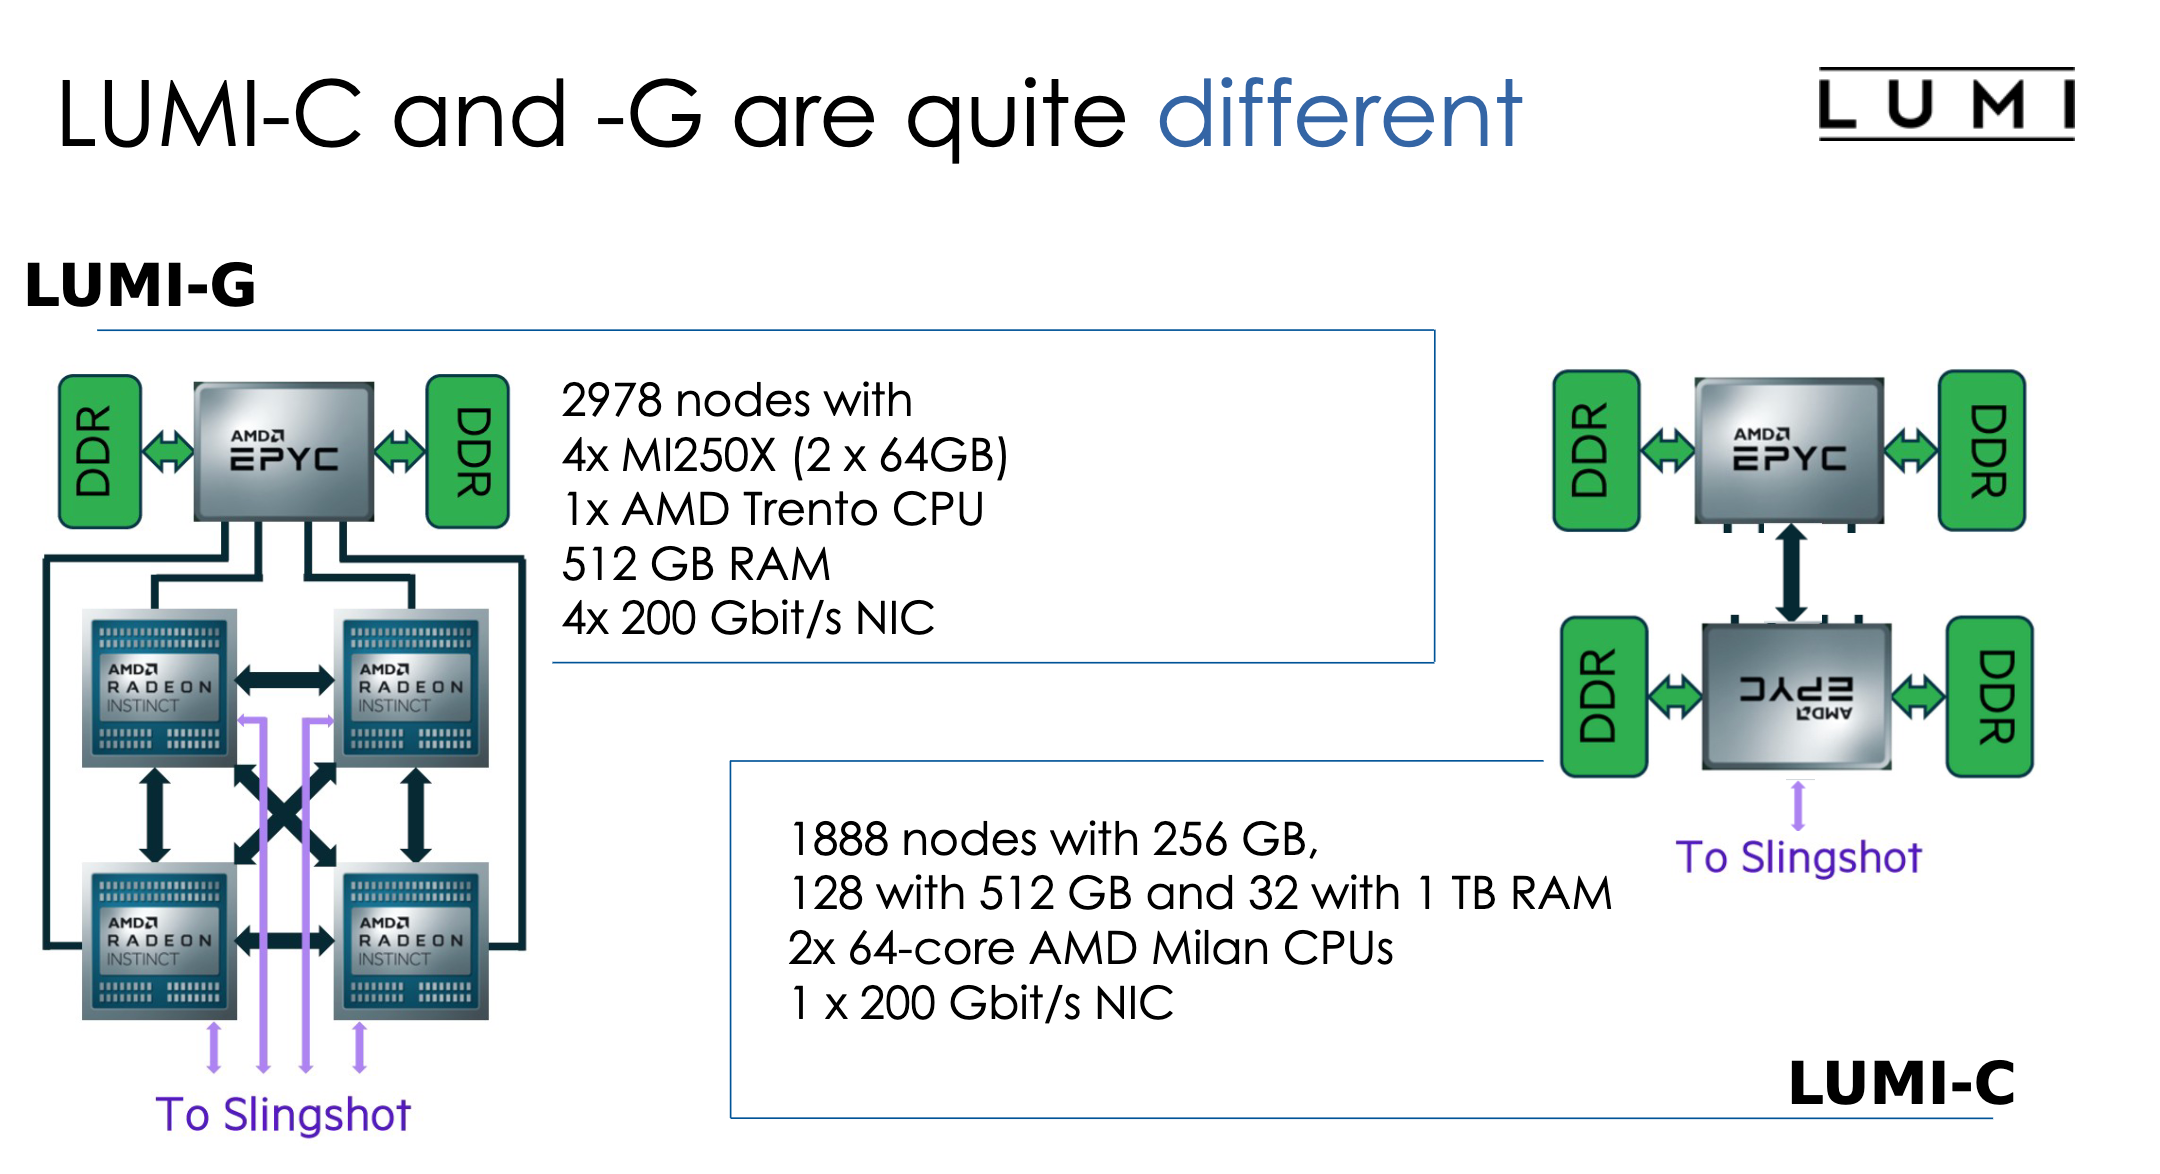 LUMI-C and -G are quite different
LUMI
LUMI-G
DDR
AMD
EPYC
DDR
2978 nodes with
4x MI250X (2 x 64GB)
1x AMD Trento CPU
512 GB RAM
4x 200 Gbit/s NIC
AMD
RADEON
INSTINCT
AMD
RADEON
INSTINCT
AMD
RADEON
INSTINCT
AMD
RADEON
INSTINCT
To Slingshot
DDR
AMD
EPYC
DDR
DDR
AMD
EPYC
DDR
To Slingshot
1888 nodes with 256 GB,
128 with 512 GB and 32 with 1 TB RAM
2x 64-core AMD Milan CPUs
1 x 200 Gbit/s NIC
LUMI-C